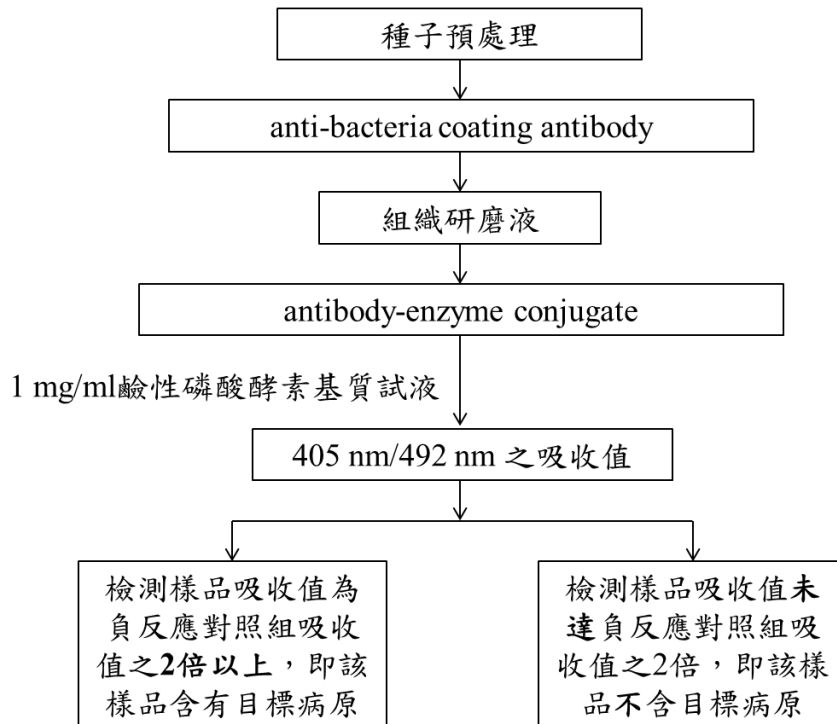 種子預處理
anti-bacteria coating antibody
組織研磨液
antibody-enzyme conjugate
1 mg/ml鹼性磷酸酵素基質試液
405 nm/492 nm 之吸收值
檢測樣品吸收值為
負反應對照組吸收
值之2倍以上，即該
樣品含有目標病原
檢測樣品吸收值未
達負反應對照組吸
收值之2倍，即該樣
品不含目標病原